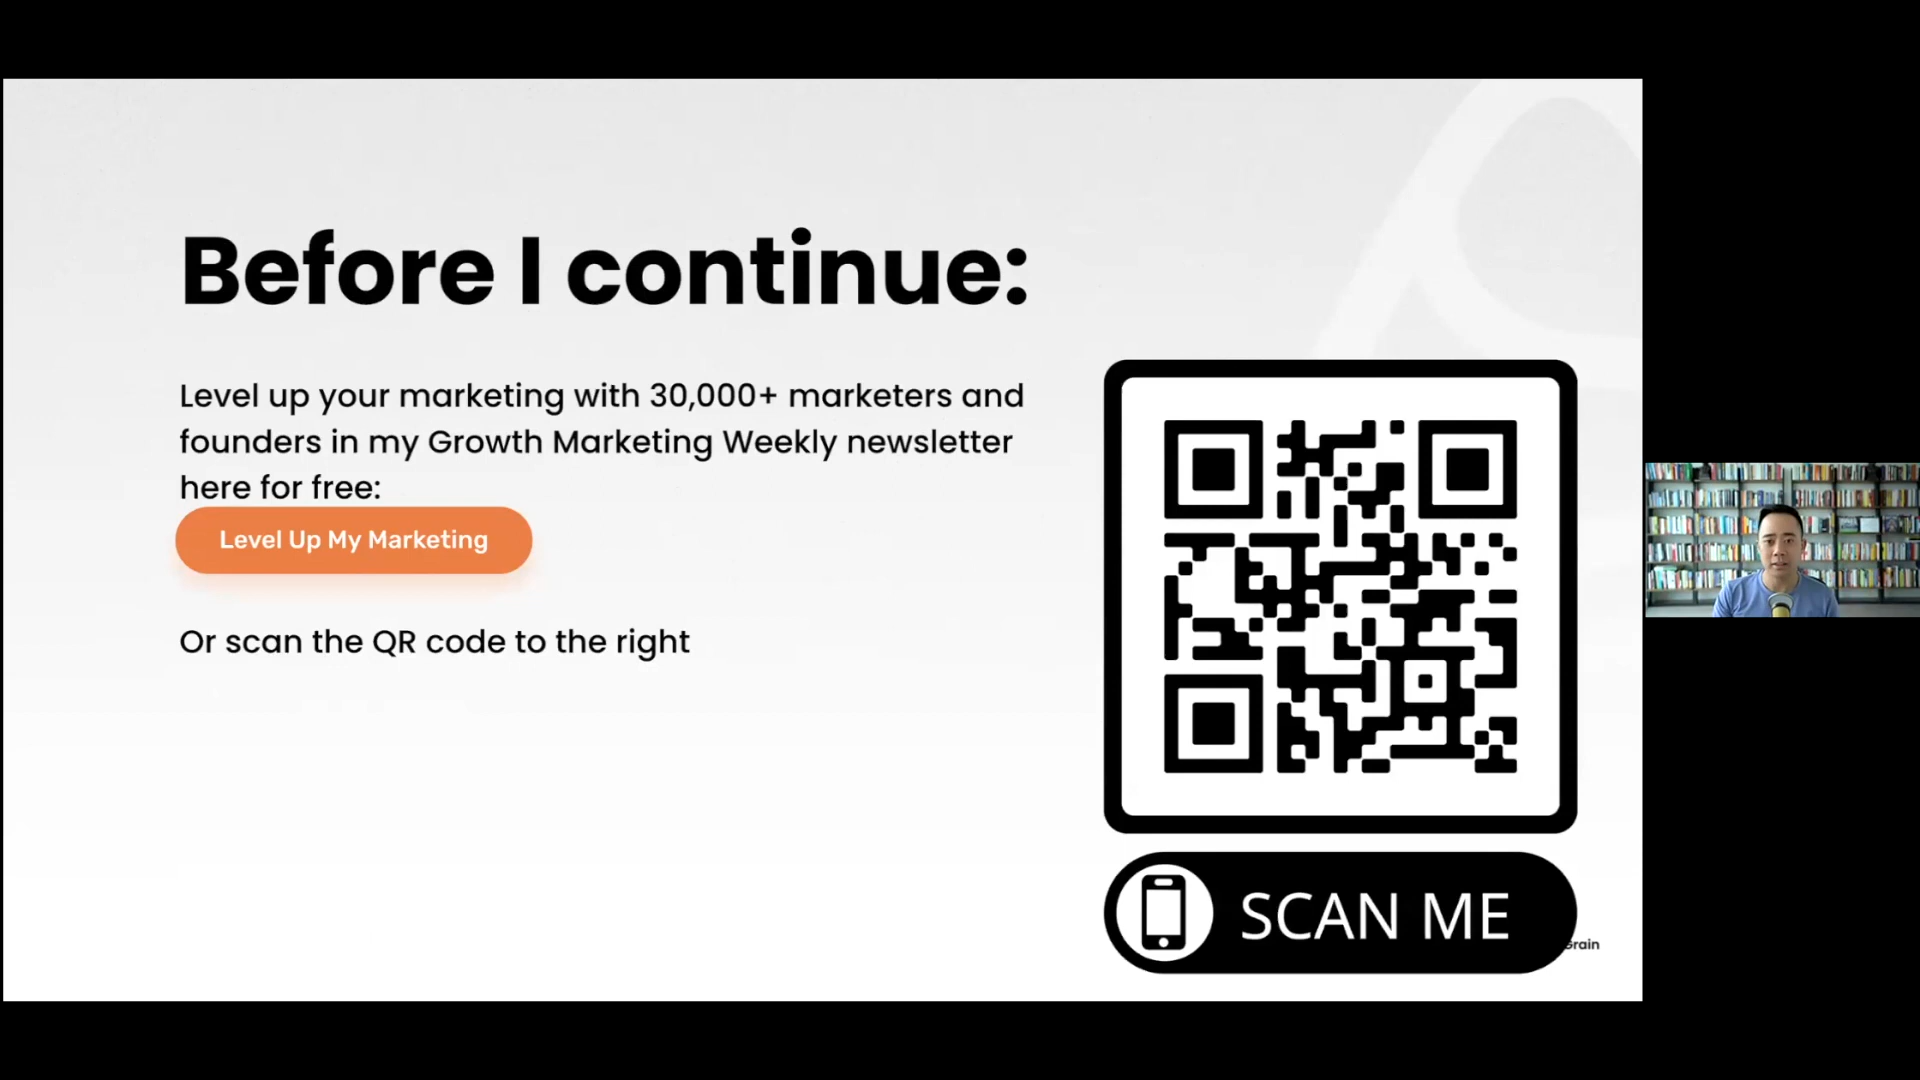 Before I continue:
Level up your marketing with 30,000+ marketers and
founders in my Growth Marketing Weekly newsletter
here for free:
Level Up My Marketing
Or scan the QR code to the right
SCAN ME